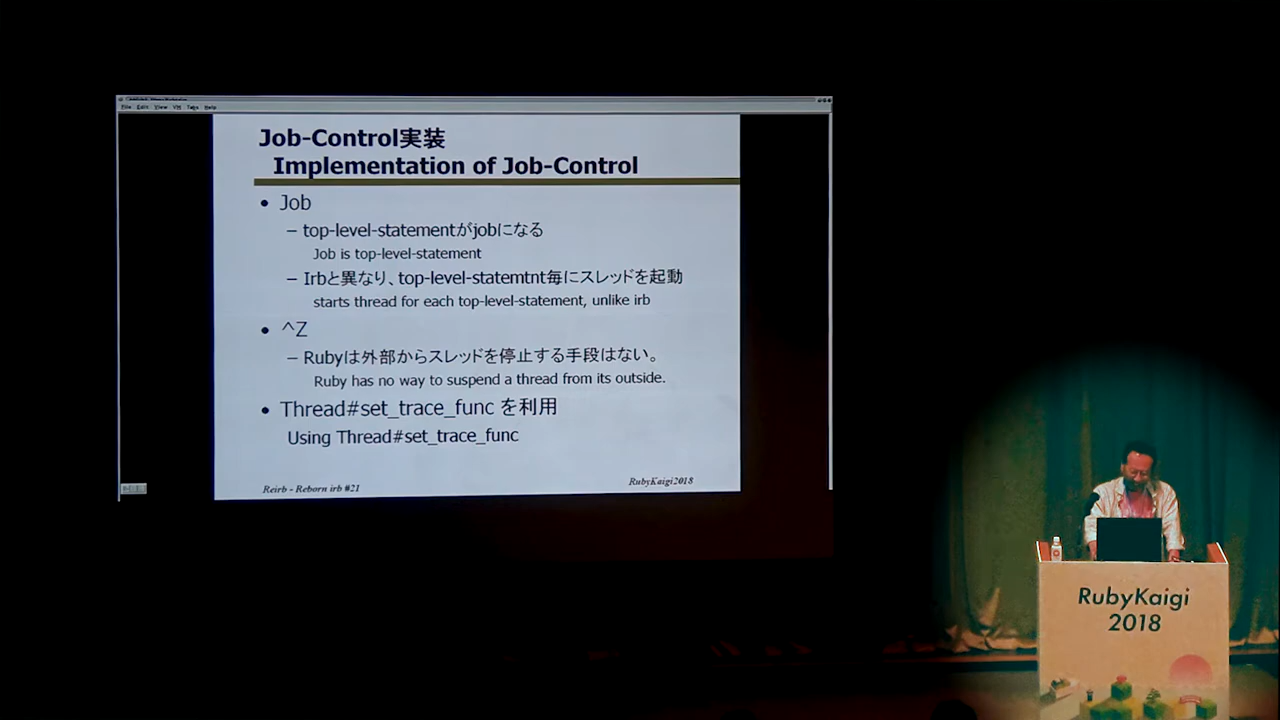 File Edit View VM Tabs Help
Job-Control実装
Implementation of Job-Control
• Job
– top-level-statementがjobになる
Job is top-level-statement
– Irbと異なり、top-level-statemtnt毎にスレッドを起動
starts thread for each top-level-statement, unlike irb
• ^Z
– Rubyは外部からスレッドを停止する手段はない。
Ruby has no way to suspend a thread from its outside.
• Thread#set_trace_func を利用
Using Thread#set_trace_func
Reirb - Reborn irb #21
RubyKaigi2018
RubyKaigi
2018